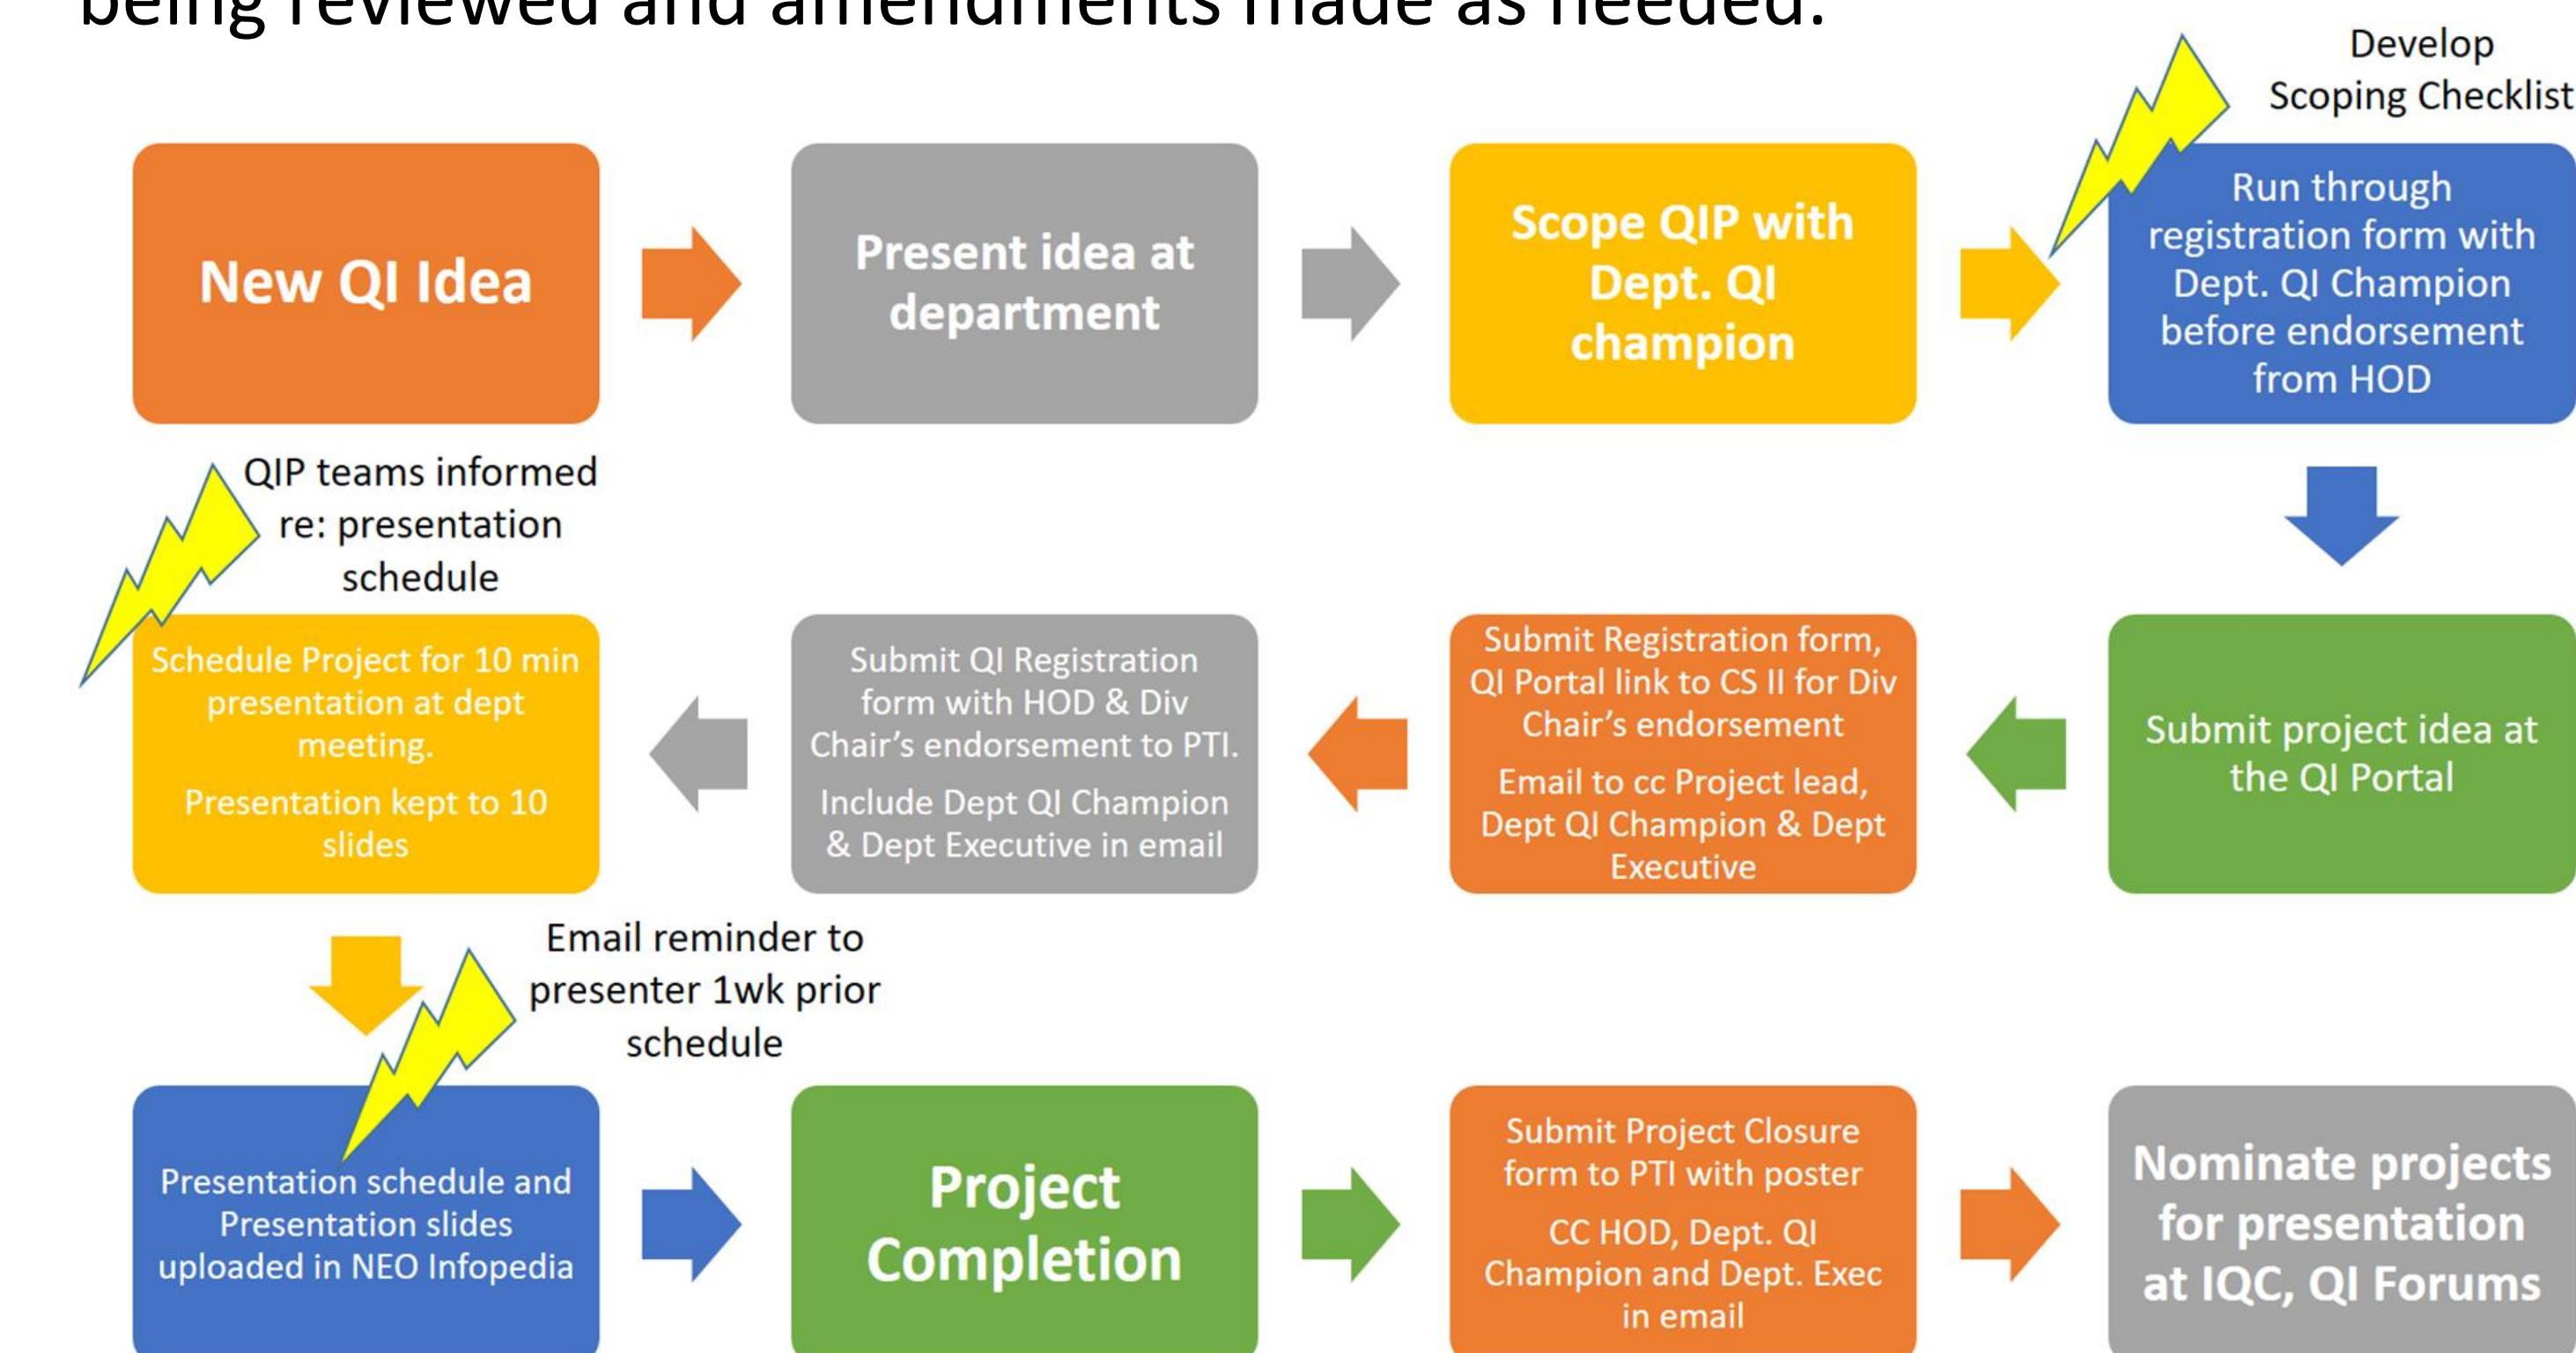 being reviewed and amendments made as needed.
Develop
Scoping Checklist
New QI Idea
Present idea at
department
Scope QIP with
Dept. QI
champion
Run through
registration form with
Dept. QI Champion
before endorsement
from HOD
Submit project idea at
the QI Portal
Submit Registration form,
QI Portal link to CS II for Div
Chair's endorsement
Email to cc Project lead,
Dept QI Champion & Dept
Executive
Submit QI Registration
form with HOD & Div
Chair's endorsement to PTI.
Include Dept QI Champion
& Dept Executive in email
QIP teams informed
re: presentation
schedule
Schedule Project for 10 min
presentation at dept
meeting.
Presentation kept to 10
slides
Email reminder to
presenter 1wk prior
schedule
Presentation schedule and
Presentation slides
uploaded in NEO Infopedia
Project
Completion
Submit Project Closure
form to PTI with poster
CC HOD, Dept. QI
Champion and Dept. Exec
in email
Nominate projects
for presentation
at IQC, QI Forums